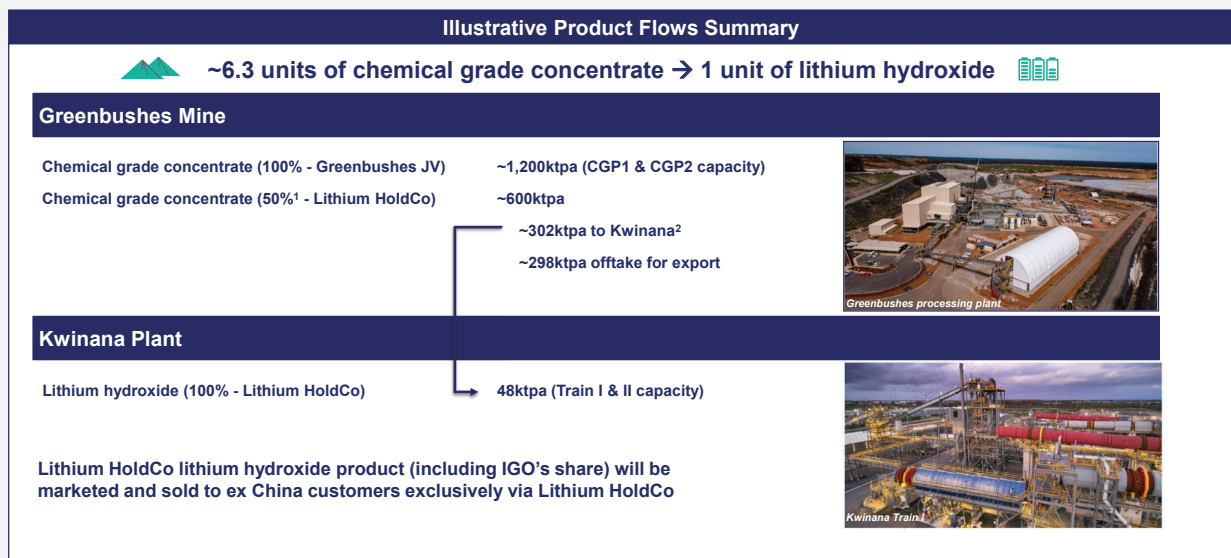 Illustrative Product Flows Summary
~6.3 units of chemical grade concentrate → 1 unit of lithium hydroxide
Greenbushes Mine
Chemical grade concentrate (100% - Greenbushes JV) ~1,200ktpa (CGP1 & CGP2 capacity)
Chemical grade concentrate (50%¹ - Lithium HoldCo) ~600ktpa
~302ktpa to Kwinana²
~298ktpa offtake for export
Greenbushes processing plant
Kwinana Plant
Lithium hydroxide (100% - Lithium HoldCo) 48ktpa (Train I & II capacity)
Lithium HoldCo lithium hydroxide product (including IGO's share) will be
marketed and sold to ex China customers exclusively via Lithium HoldCo
Kwinana Train I